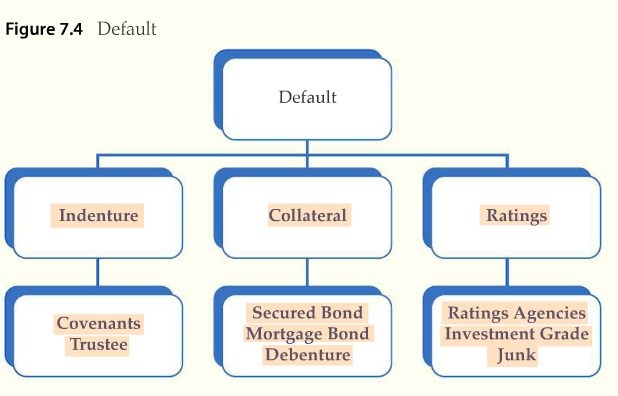 Figure 7.4 Default
Default
Indenture
Collateral
Ratings
Covenants
Trustee
Secured Bond
Mortgage Bond
Debenture
Ratings Agencies
Investment Grade
Junk